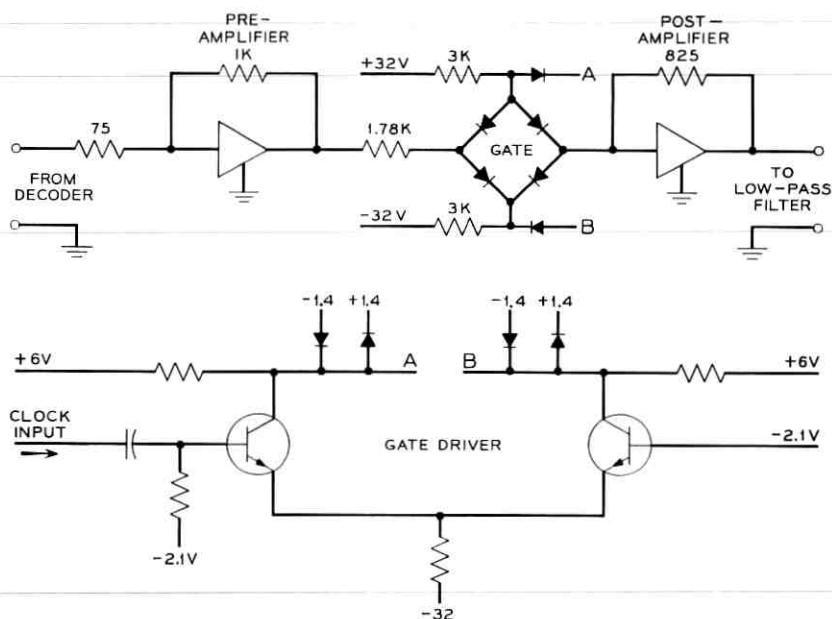 PRE-
AMPLIFIER
1K
POST-
AMPLIFIER
825
+32V
3K
A
75
1.78K
GATE
FROM
DECODER
TO
LOW-PASS
FILTER
-32V
3K
B
-1.4 +1.4
-1.4 +1.4
+6V
A
B
+6V
CLOCK
INPUT
GATE DRIVER
-2.1V
-2.1V
-32